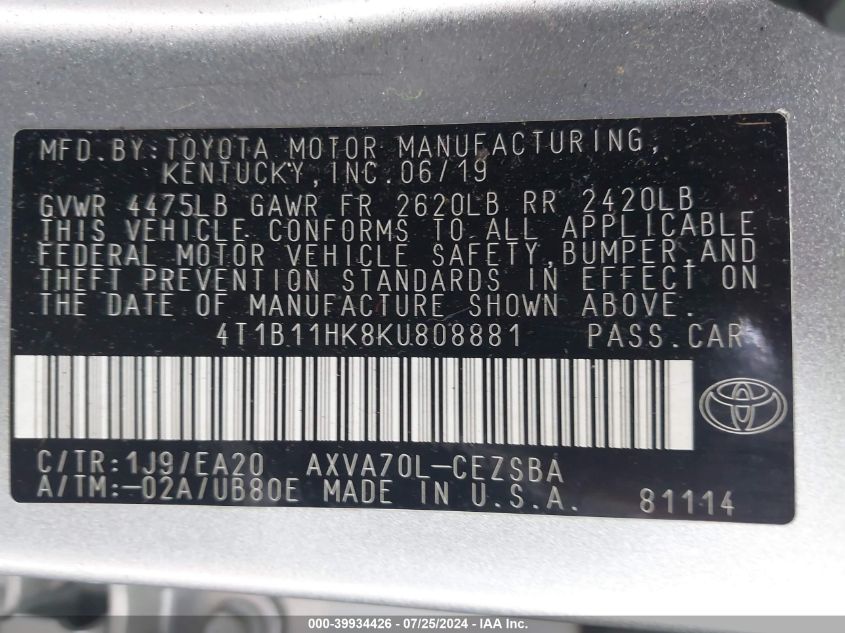 MFD.BY:TOYOTA MOTOR MANUFACTURING,
KENTUCKY,INC.06/19
GVWR 4475LB GAWR FR 2620LB RR 2420LB
THIS VEHICLE CONFORMS TO ALL APPLICABLE
FEDERAL MOTOR VEHICLE SAFETY,BUMPER,AND
THEFT PREVENTION STANDARDS IN EFFECT ON
THE DATE OF MANUFACTURE SHOWN ABOVE.
4T1B11HK8KU808881 PASS.CAR
C/TR:1J9/EA20 AXVA70L-CEZSBA
A/TM:-02A/UB80E MADE IN U.S.A. 81114
000-39934426 - 07/25/2024 - IAA Inc.